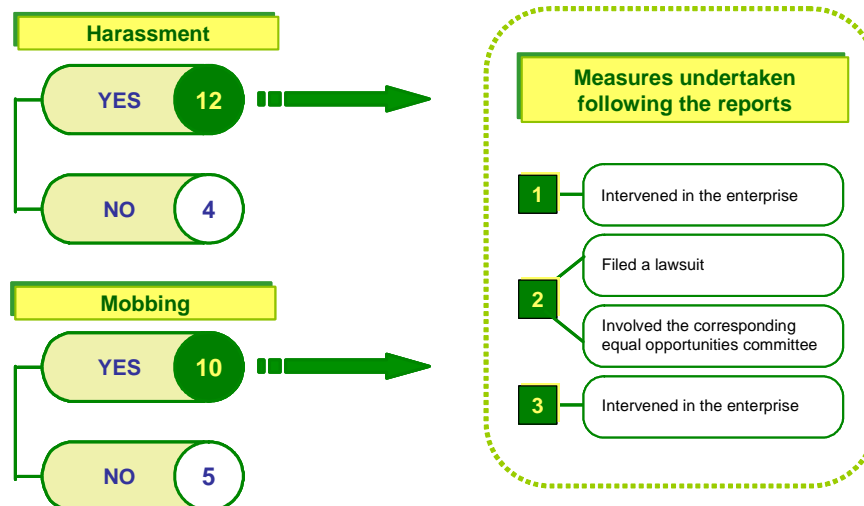 Harassment
YES 12
NO 4
Mobbing
YES 10
NO 5
Measures undertaken
following the reports
1 Intervened in the enterprise
2 Filed a lawsuit
Involved the corresponding
equal opportunities committee
3 Intervened in the enterprise